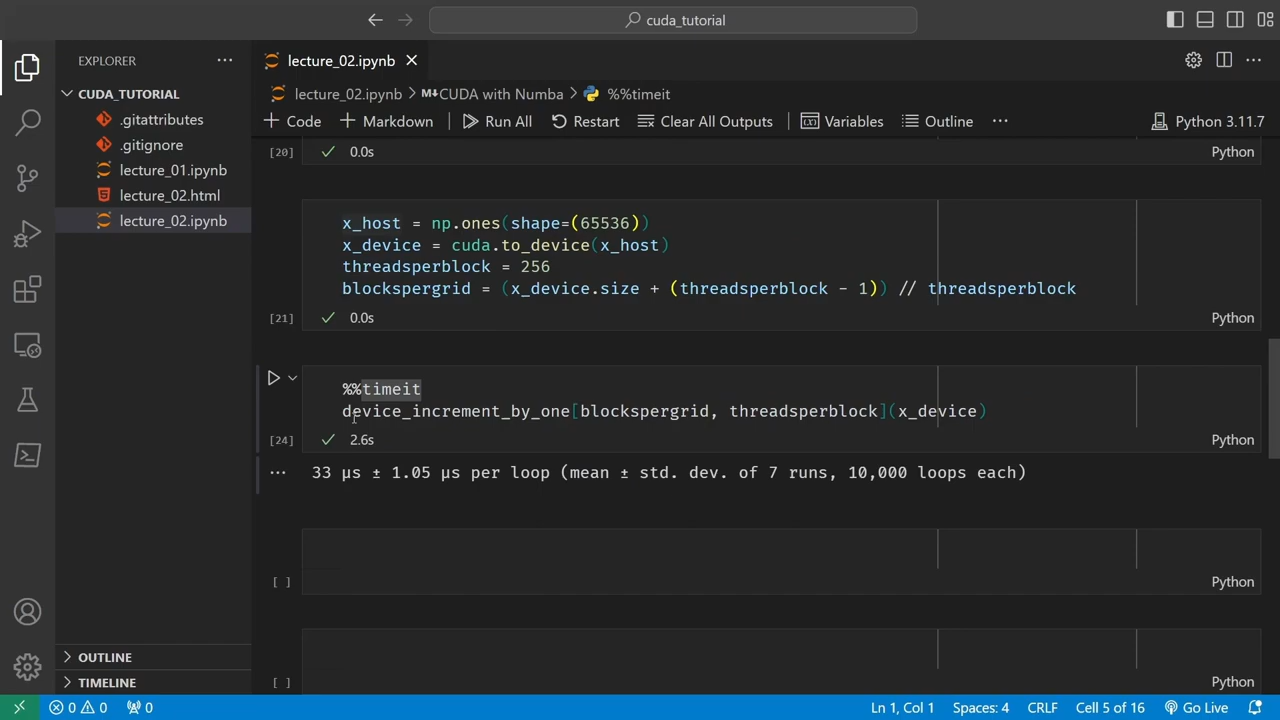 cuda_tutorial
EXPLORER
CUDA_TUTORIAL
.gitattributes
.gitignore
lecture_01.ipynb
lecture_02.html
lecture_02.ipynb
OUTLINE
TIMELINE
lecture_02.ipynb
lecture_02.ipynb > M↓CUDA with Numba > %%timeit
Code Markdown Run All Restart Clear All Outputs Variables Outline Python 3.11.7
[20] 0.0s Python
x_host = np.ones(shape=(65536))
x_device = cuda.to_device(x_host)
threadsperblock = 256
blockspergrid = (x_device.size + (threadsperblock - 1)) // threadsperblock
[21] 0.0s Python
%%timeit
device_increment_by_one[blockspergrid, threadsperblock](x_device)
[24] 2.6s Python
33 µs ± 1.05 µs per loop (mean ± std. dev. of 7 runs, 10,000 loops each)
[ ] Python
[ ] Python
0 0 0 Ln 1, Col 1 Spaces: 4 CRLF Cell 5 of 16 Go Live